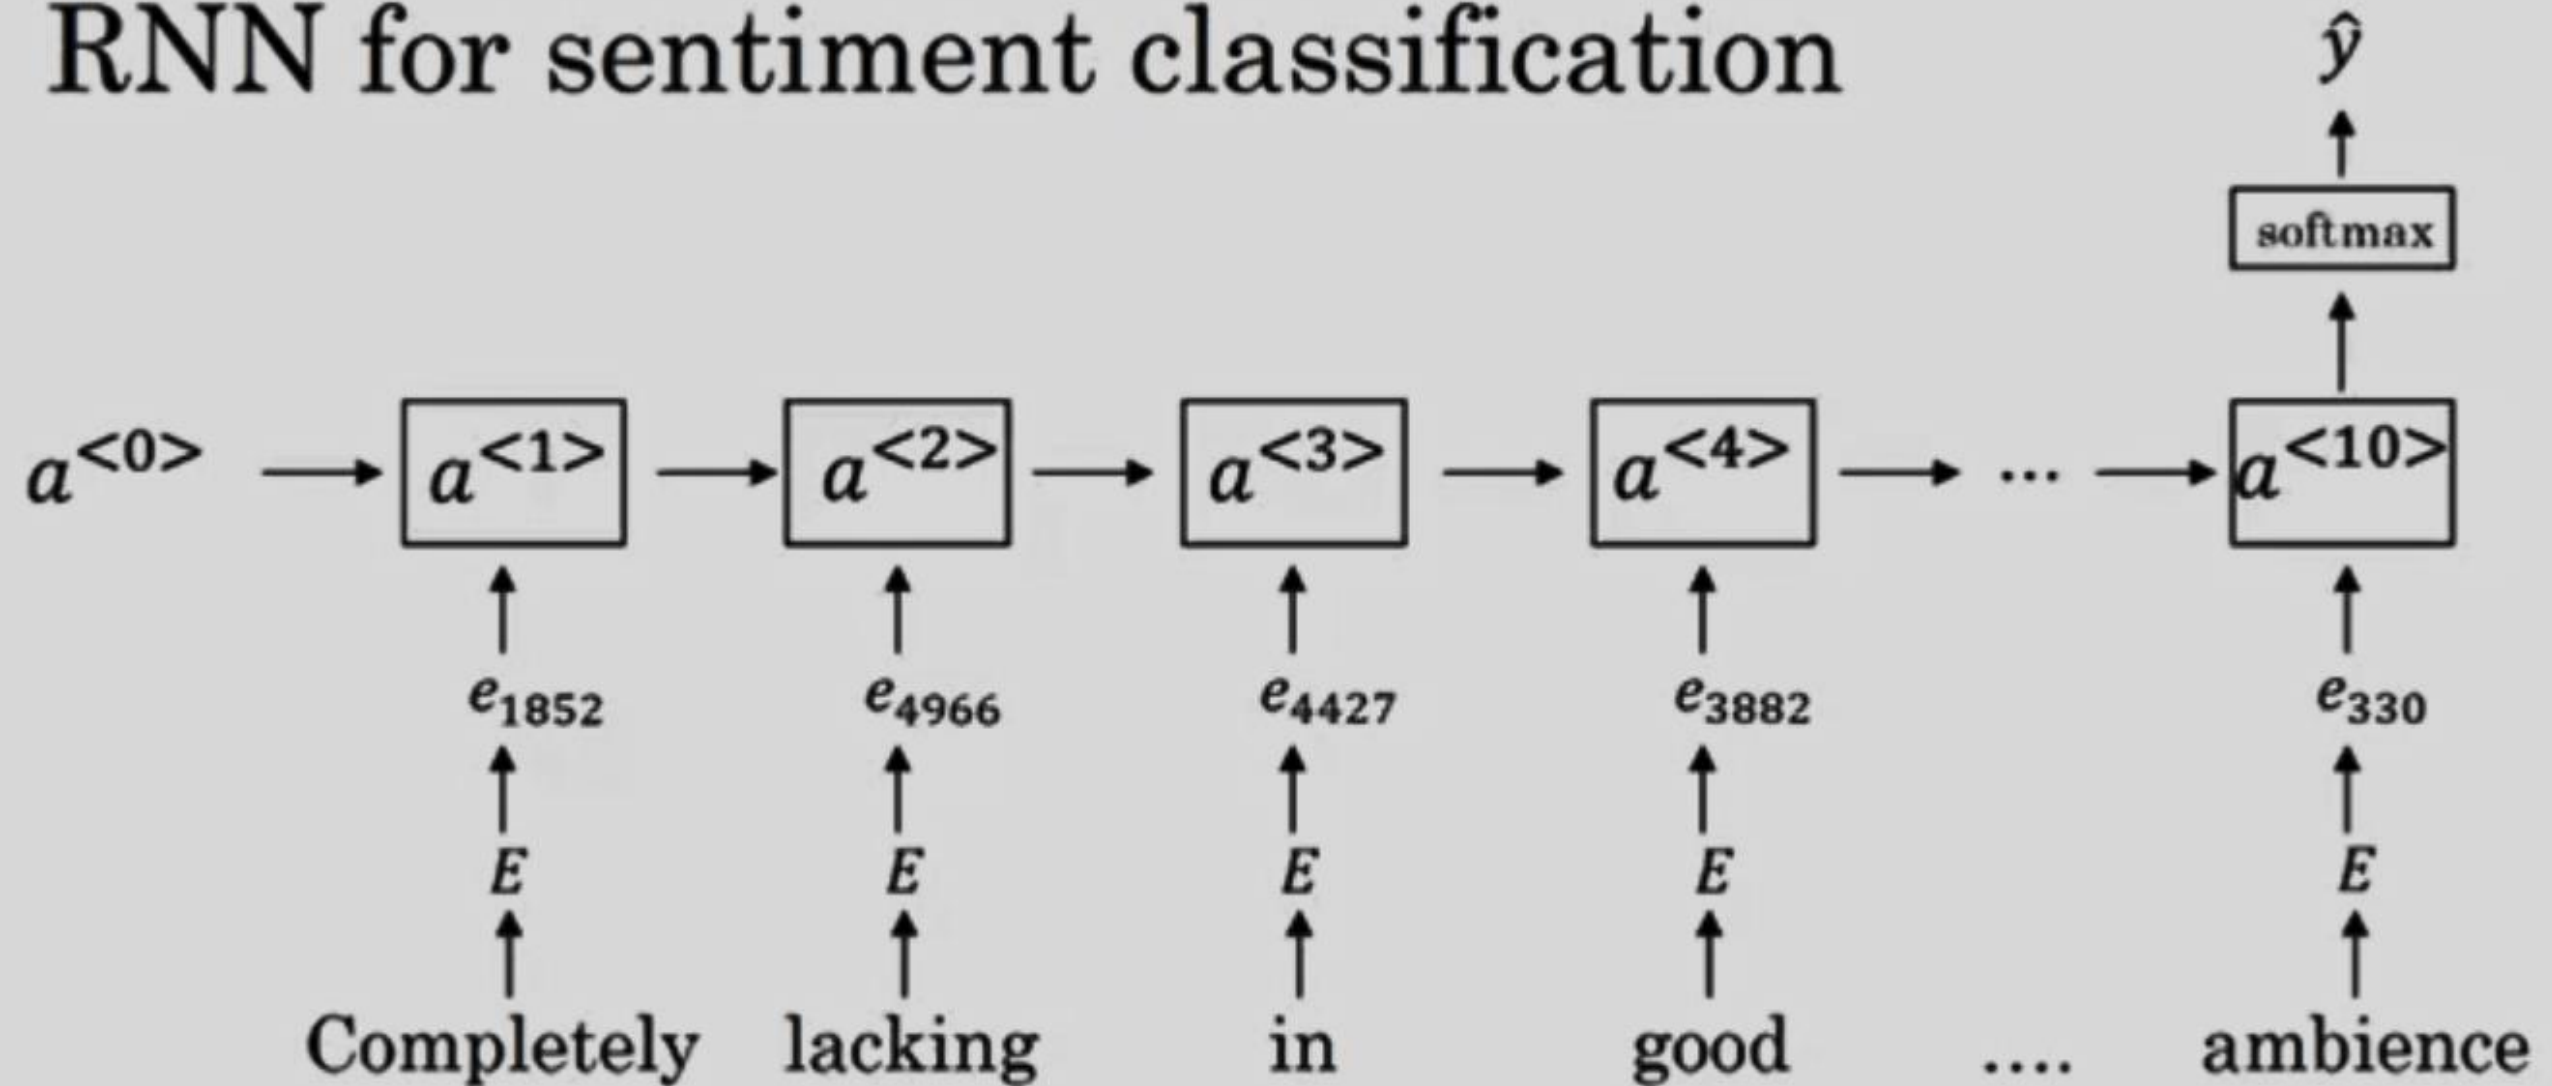 RNN for sentiment classification
ŷ
softmax
a<0> a<1> a<2> a<3> a<4> ... a<10>
e1852 e4966 e4427 e3882 e330
E E E E E
Completely lacking in good .... ambience